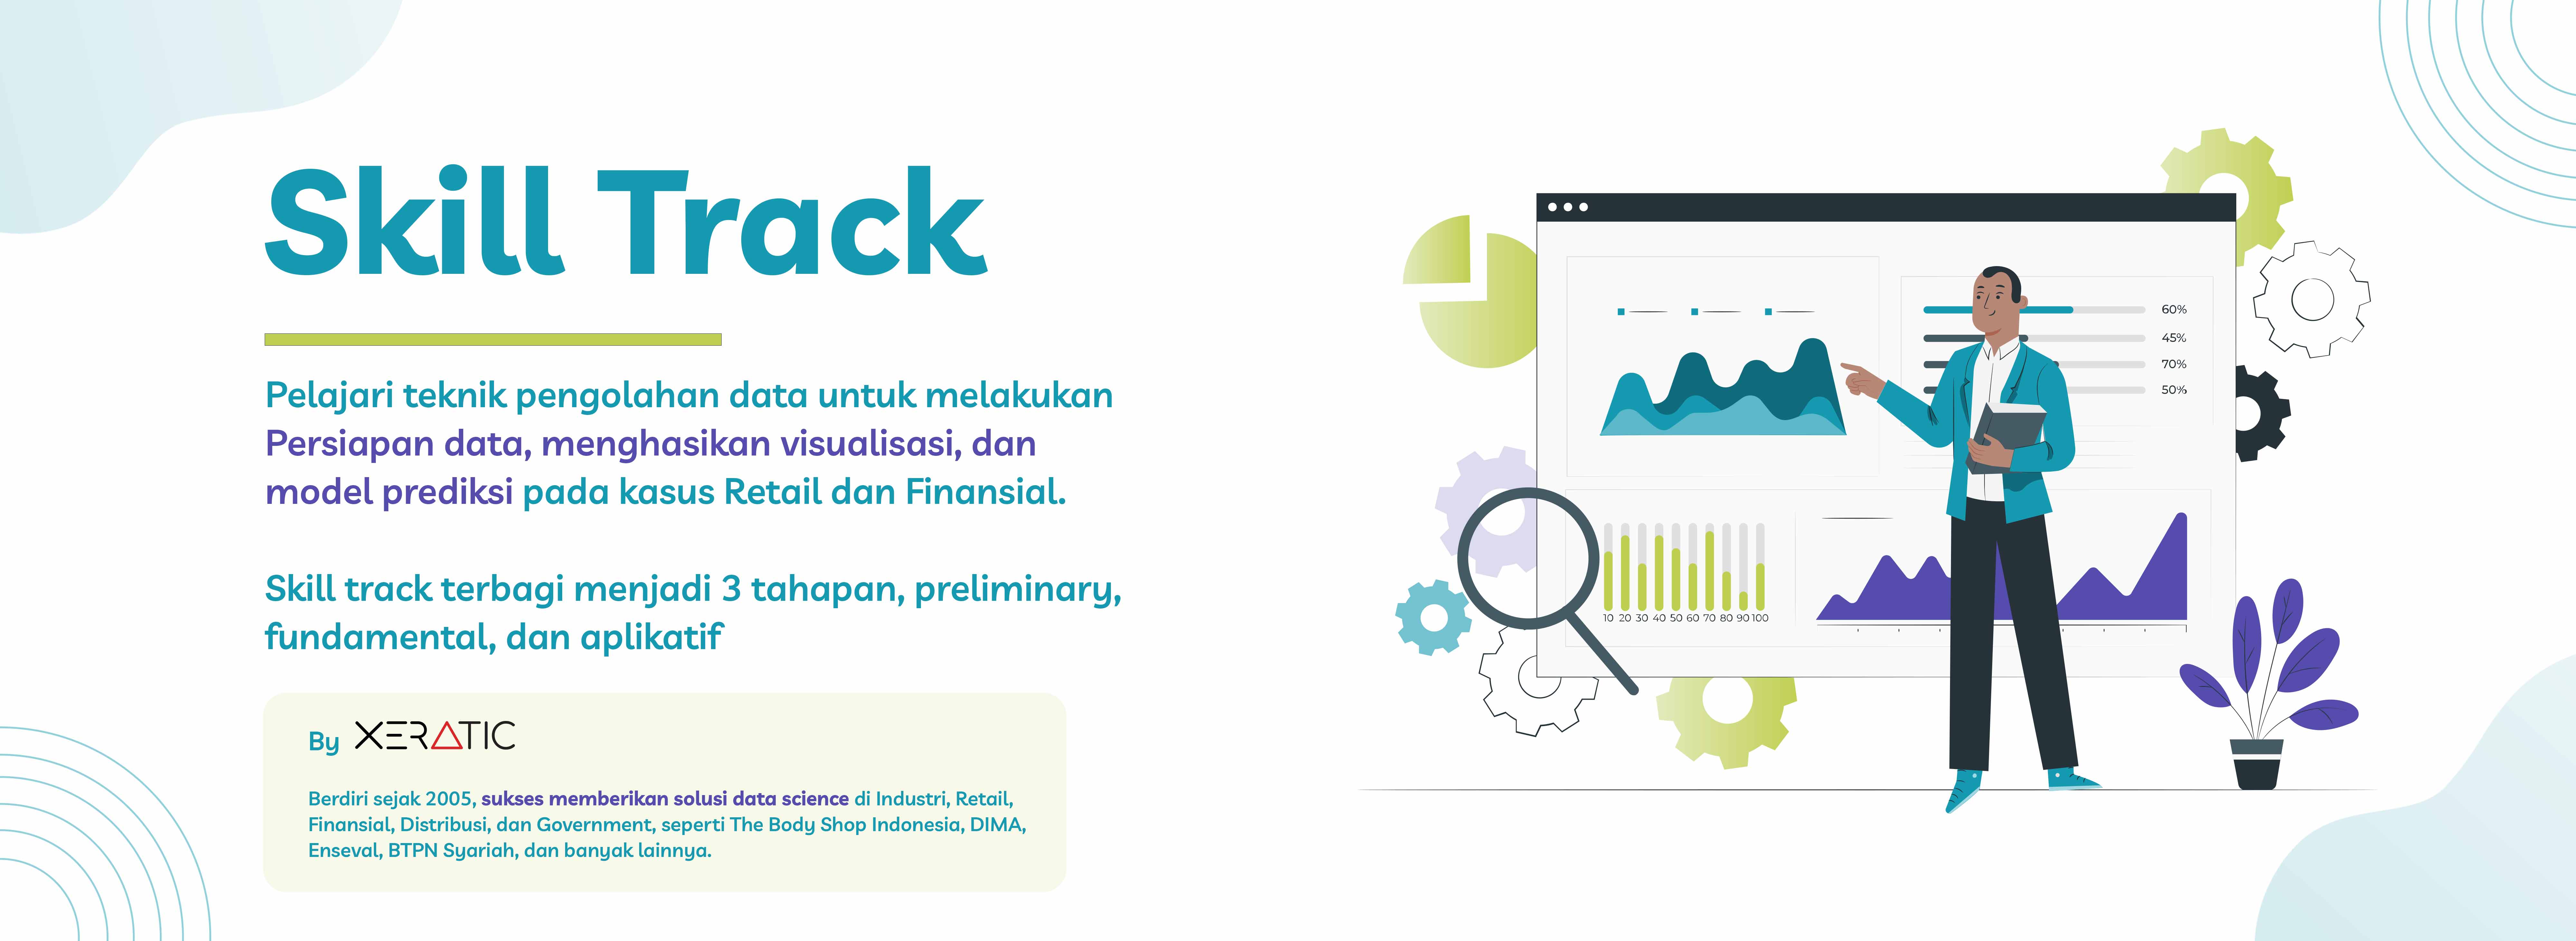 Skill Track
Pelajari teknik pengolahan data untuk melakukan
Persiapan data, menghasikan visualisasi, dan
model prediksi pada kasus Retail dan Finansial.
Skill track terbagi menjadi 3 tahapan, preliminary,
fundamental, dan aplikatif
By XERATIC
Berdiri sejak 2005, sukses memberikan solusi data science di Industri, Retail,
Finansial, Distribusi, dan Government, seperti The Body Shop Indonesia, DIMA,
Enseval, BTPN Syariah, dan banyak lainnya.
60%
45%
70%
50%
10 20 30 40 50 60 70 80 90 100